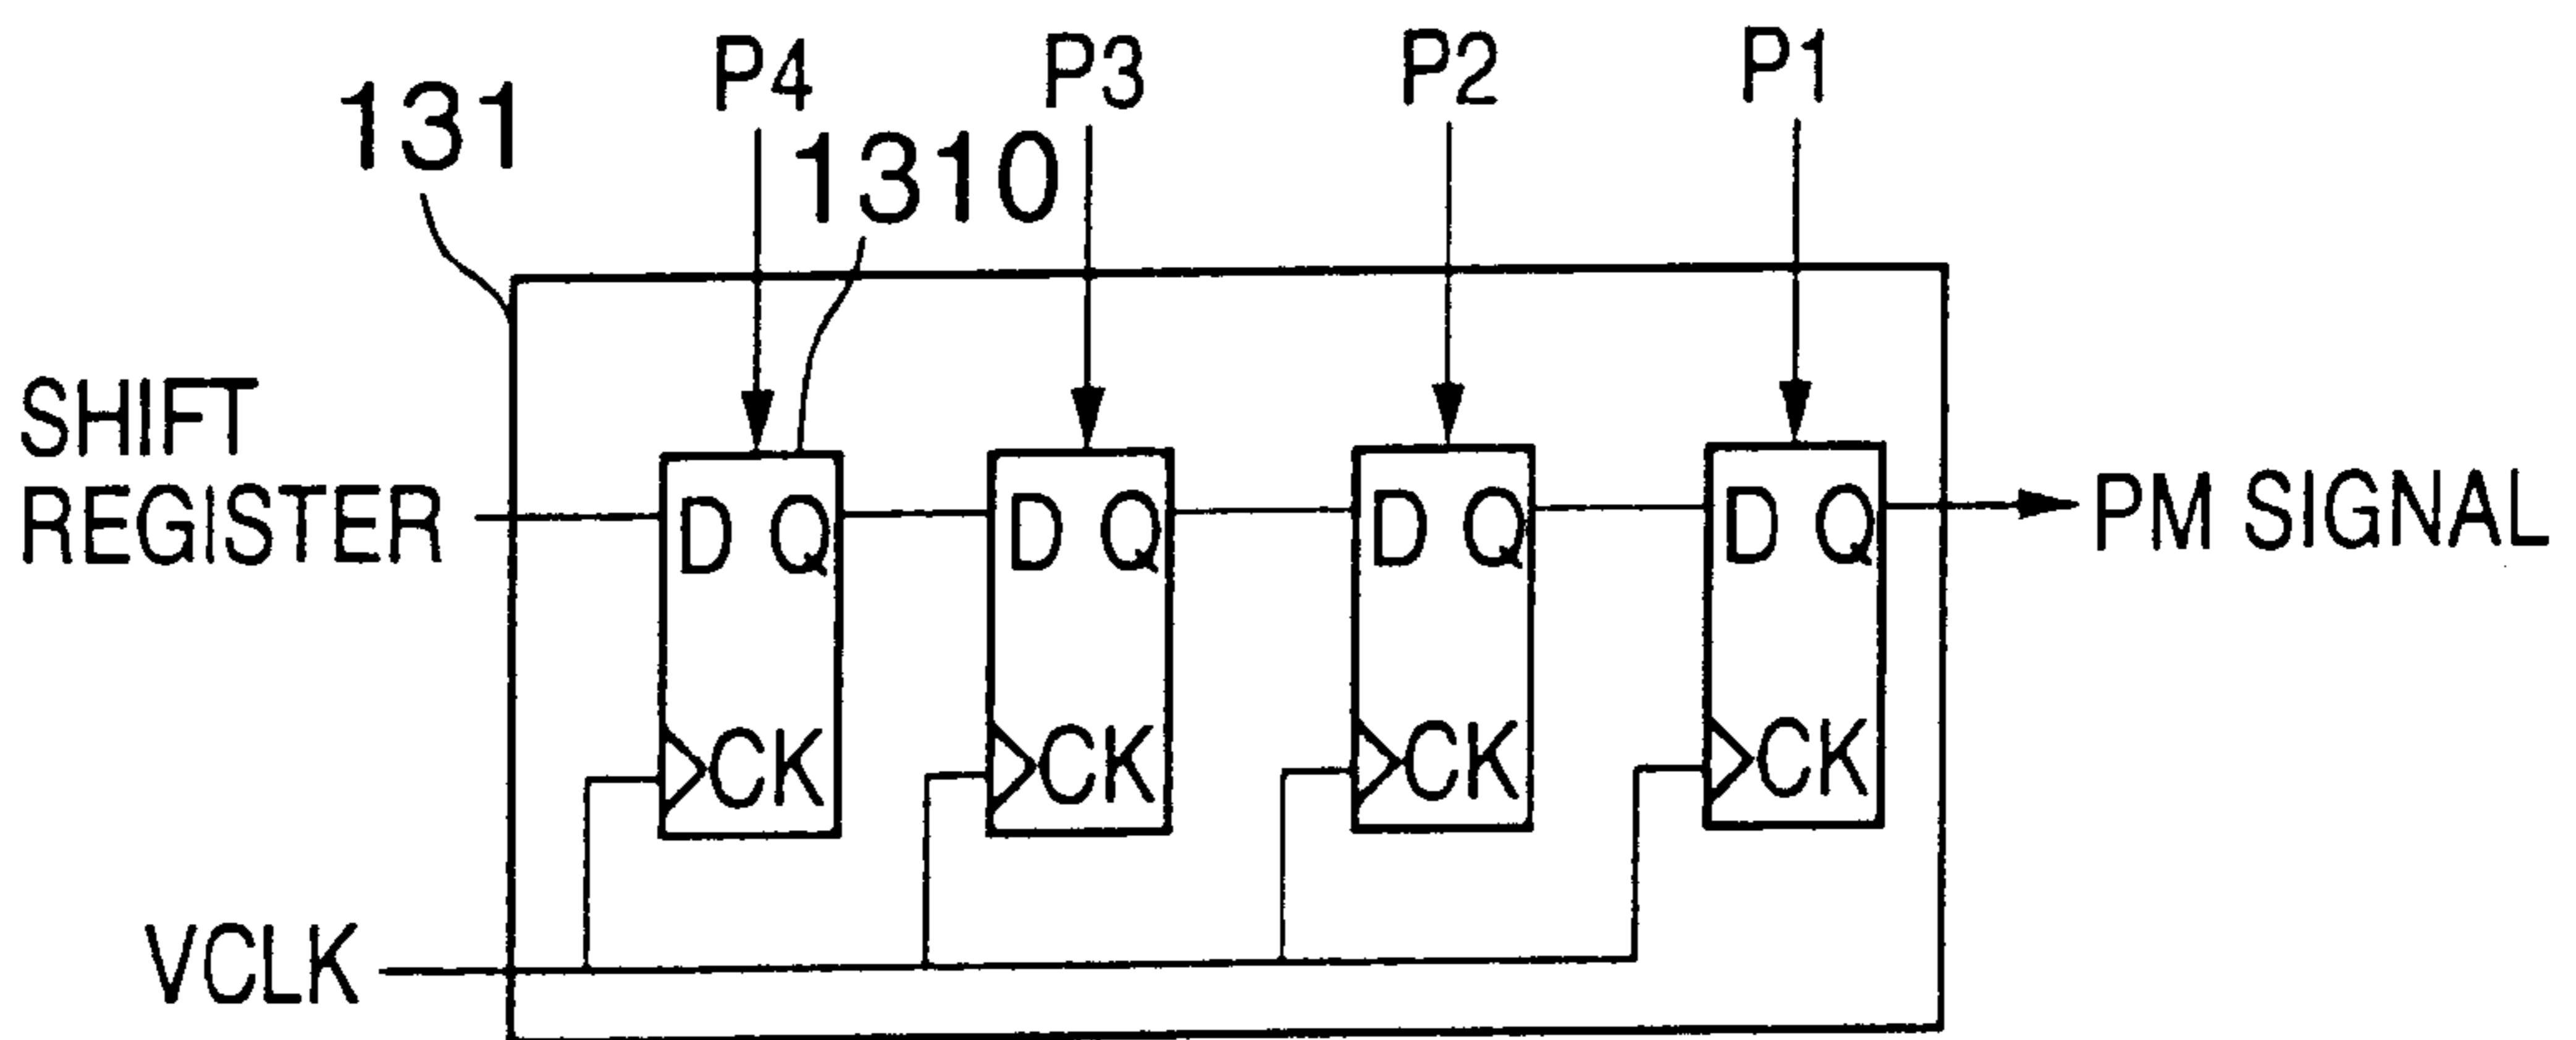 P4
P3
P2
P1
131
1310
SHIFT
REGISTER
D Q
D Q
D Q
D Q
PM SIGNAL
CK
CK
CK
CK
VCLK